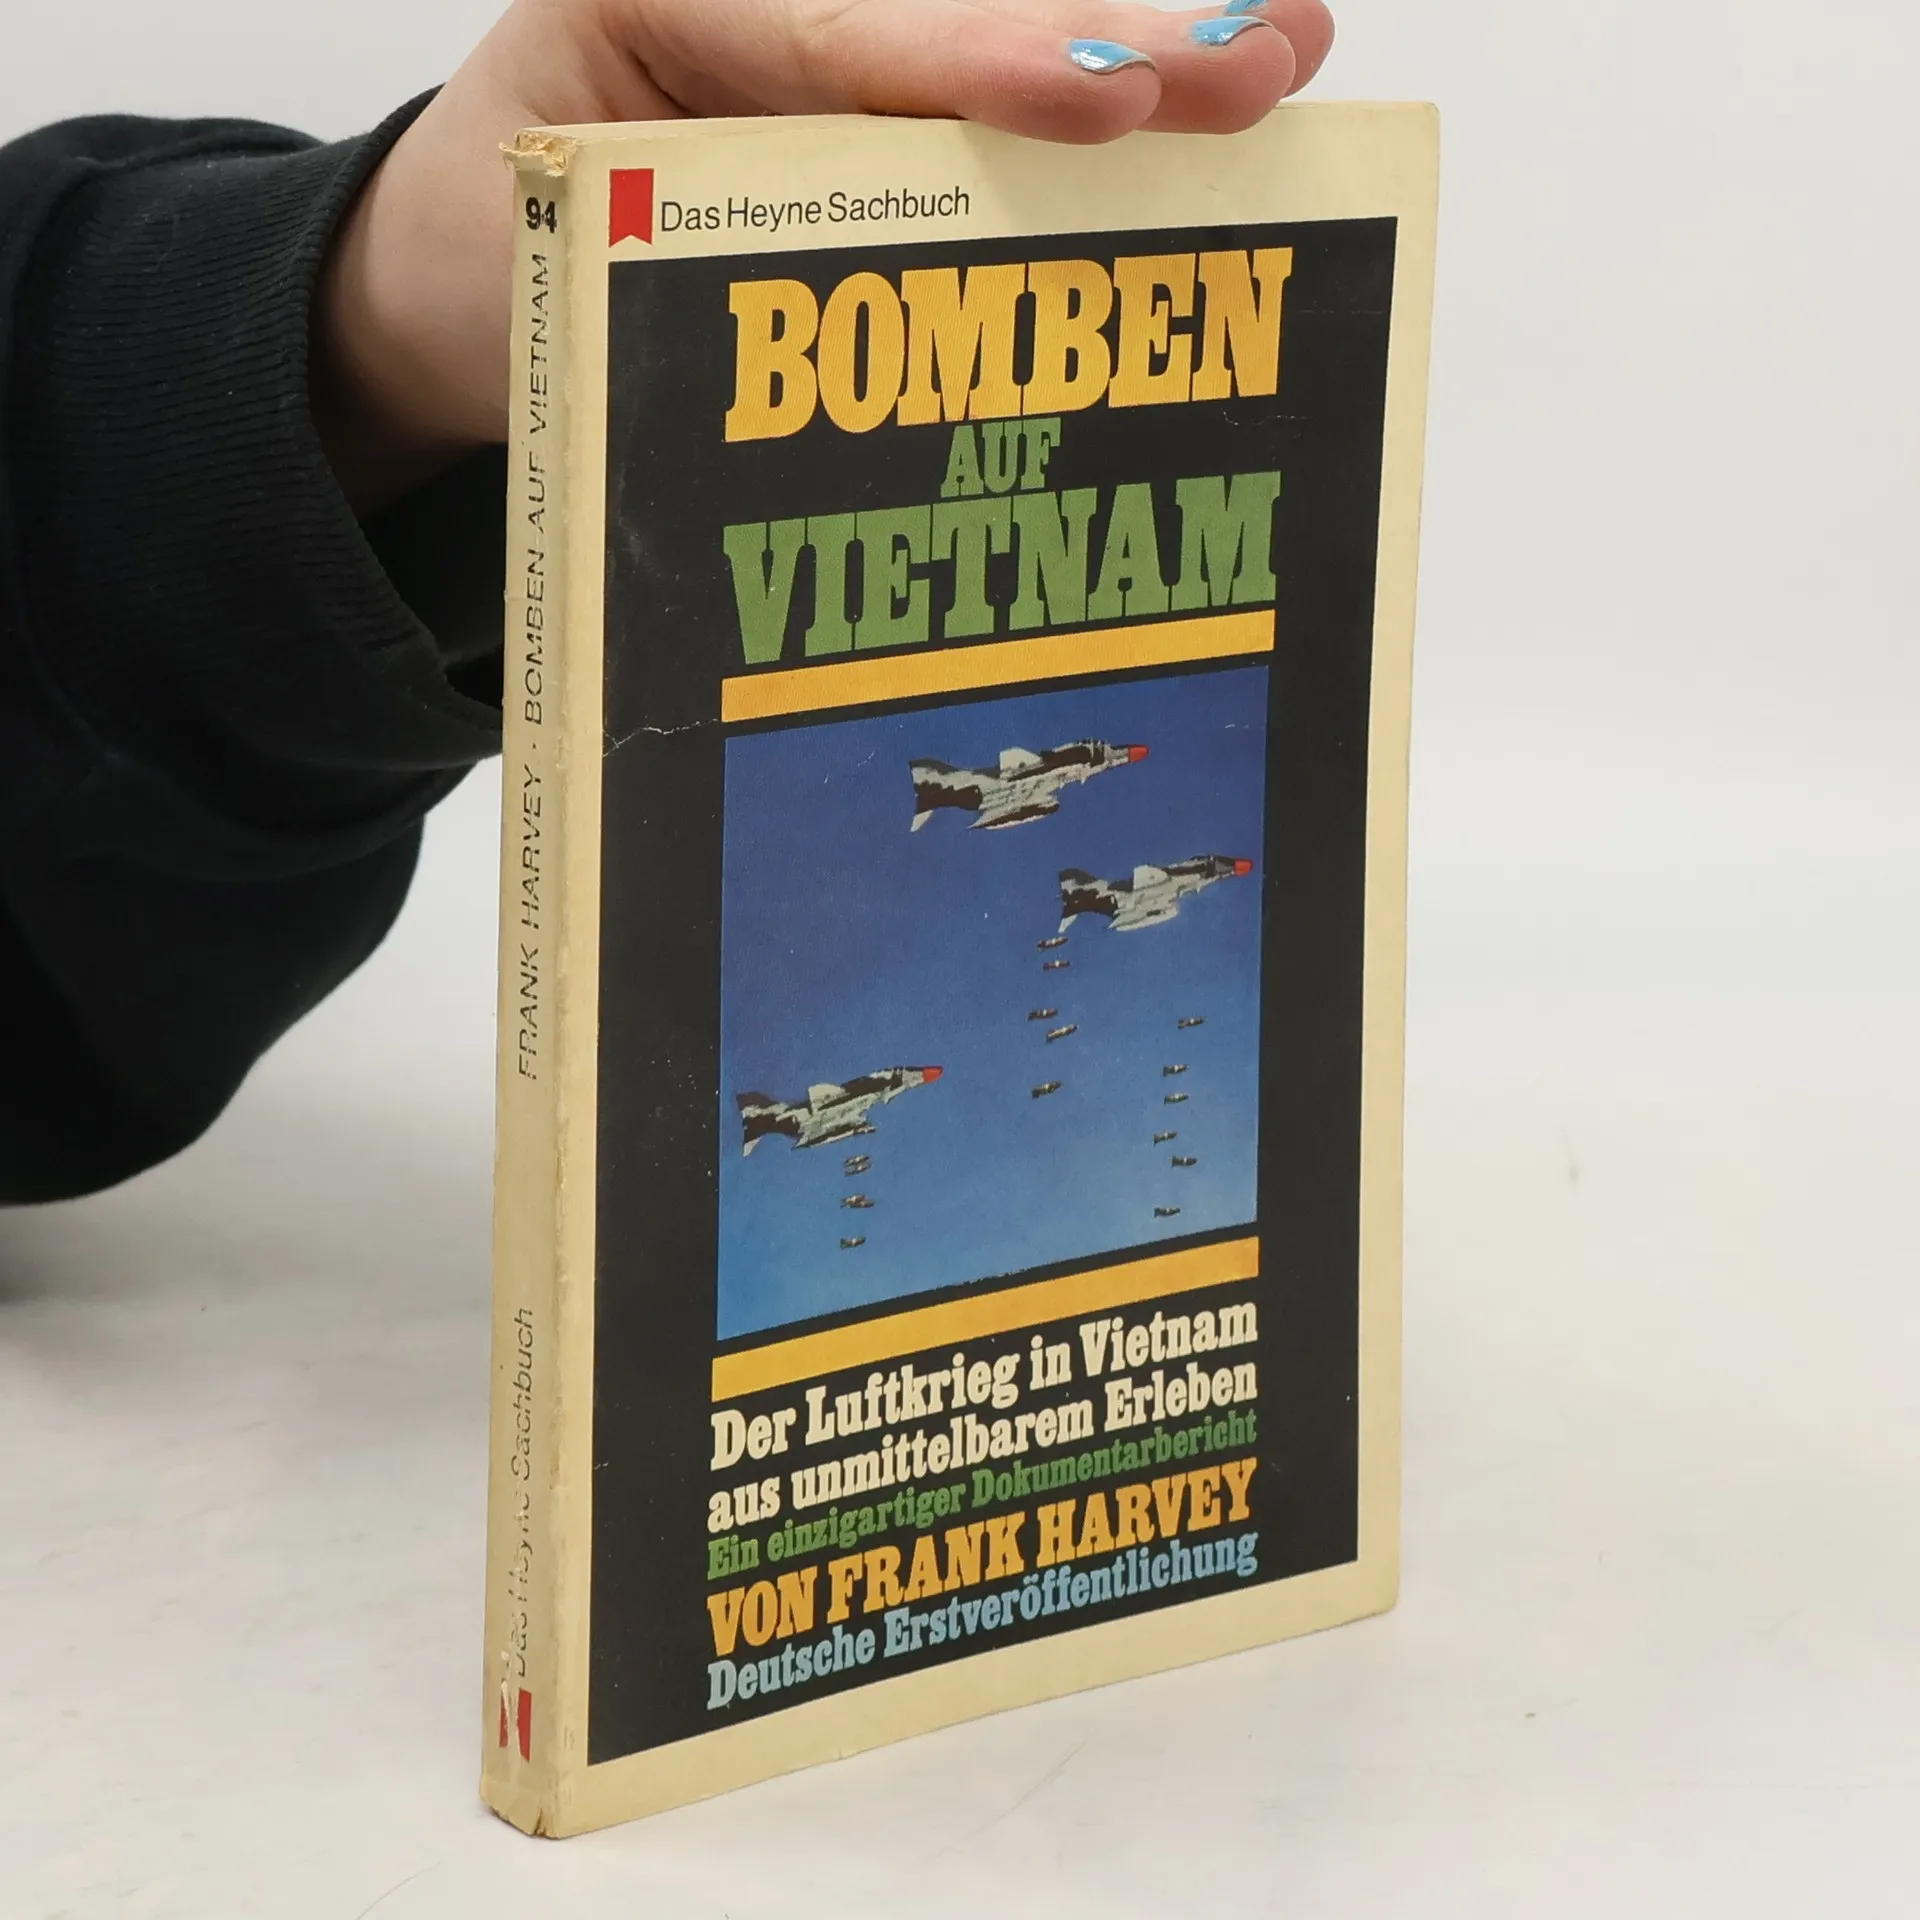 Das Heyne Sachbuch
BOMBEN
AUF
VIETNAM
Der Luftkrieg in Vietnam
aus unmittelbarem Erleben
Ein einzigartiger Dokumentarbericht
VON FRANK HARVEY
Deutsche Erstveröffentlichung
94
FRANK HARVEY · BOMBEN AUF VIETNAM
Das Heyne Sachbuch